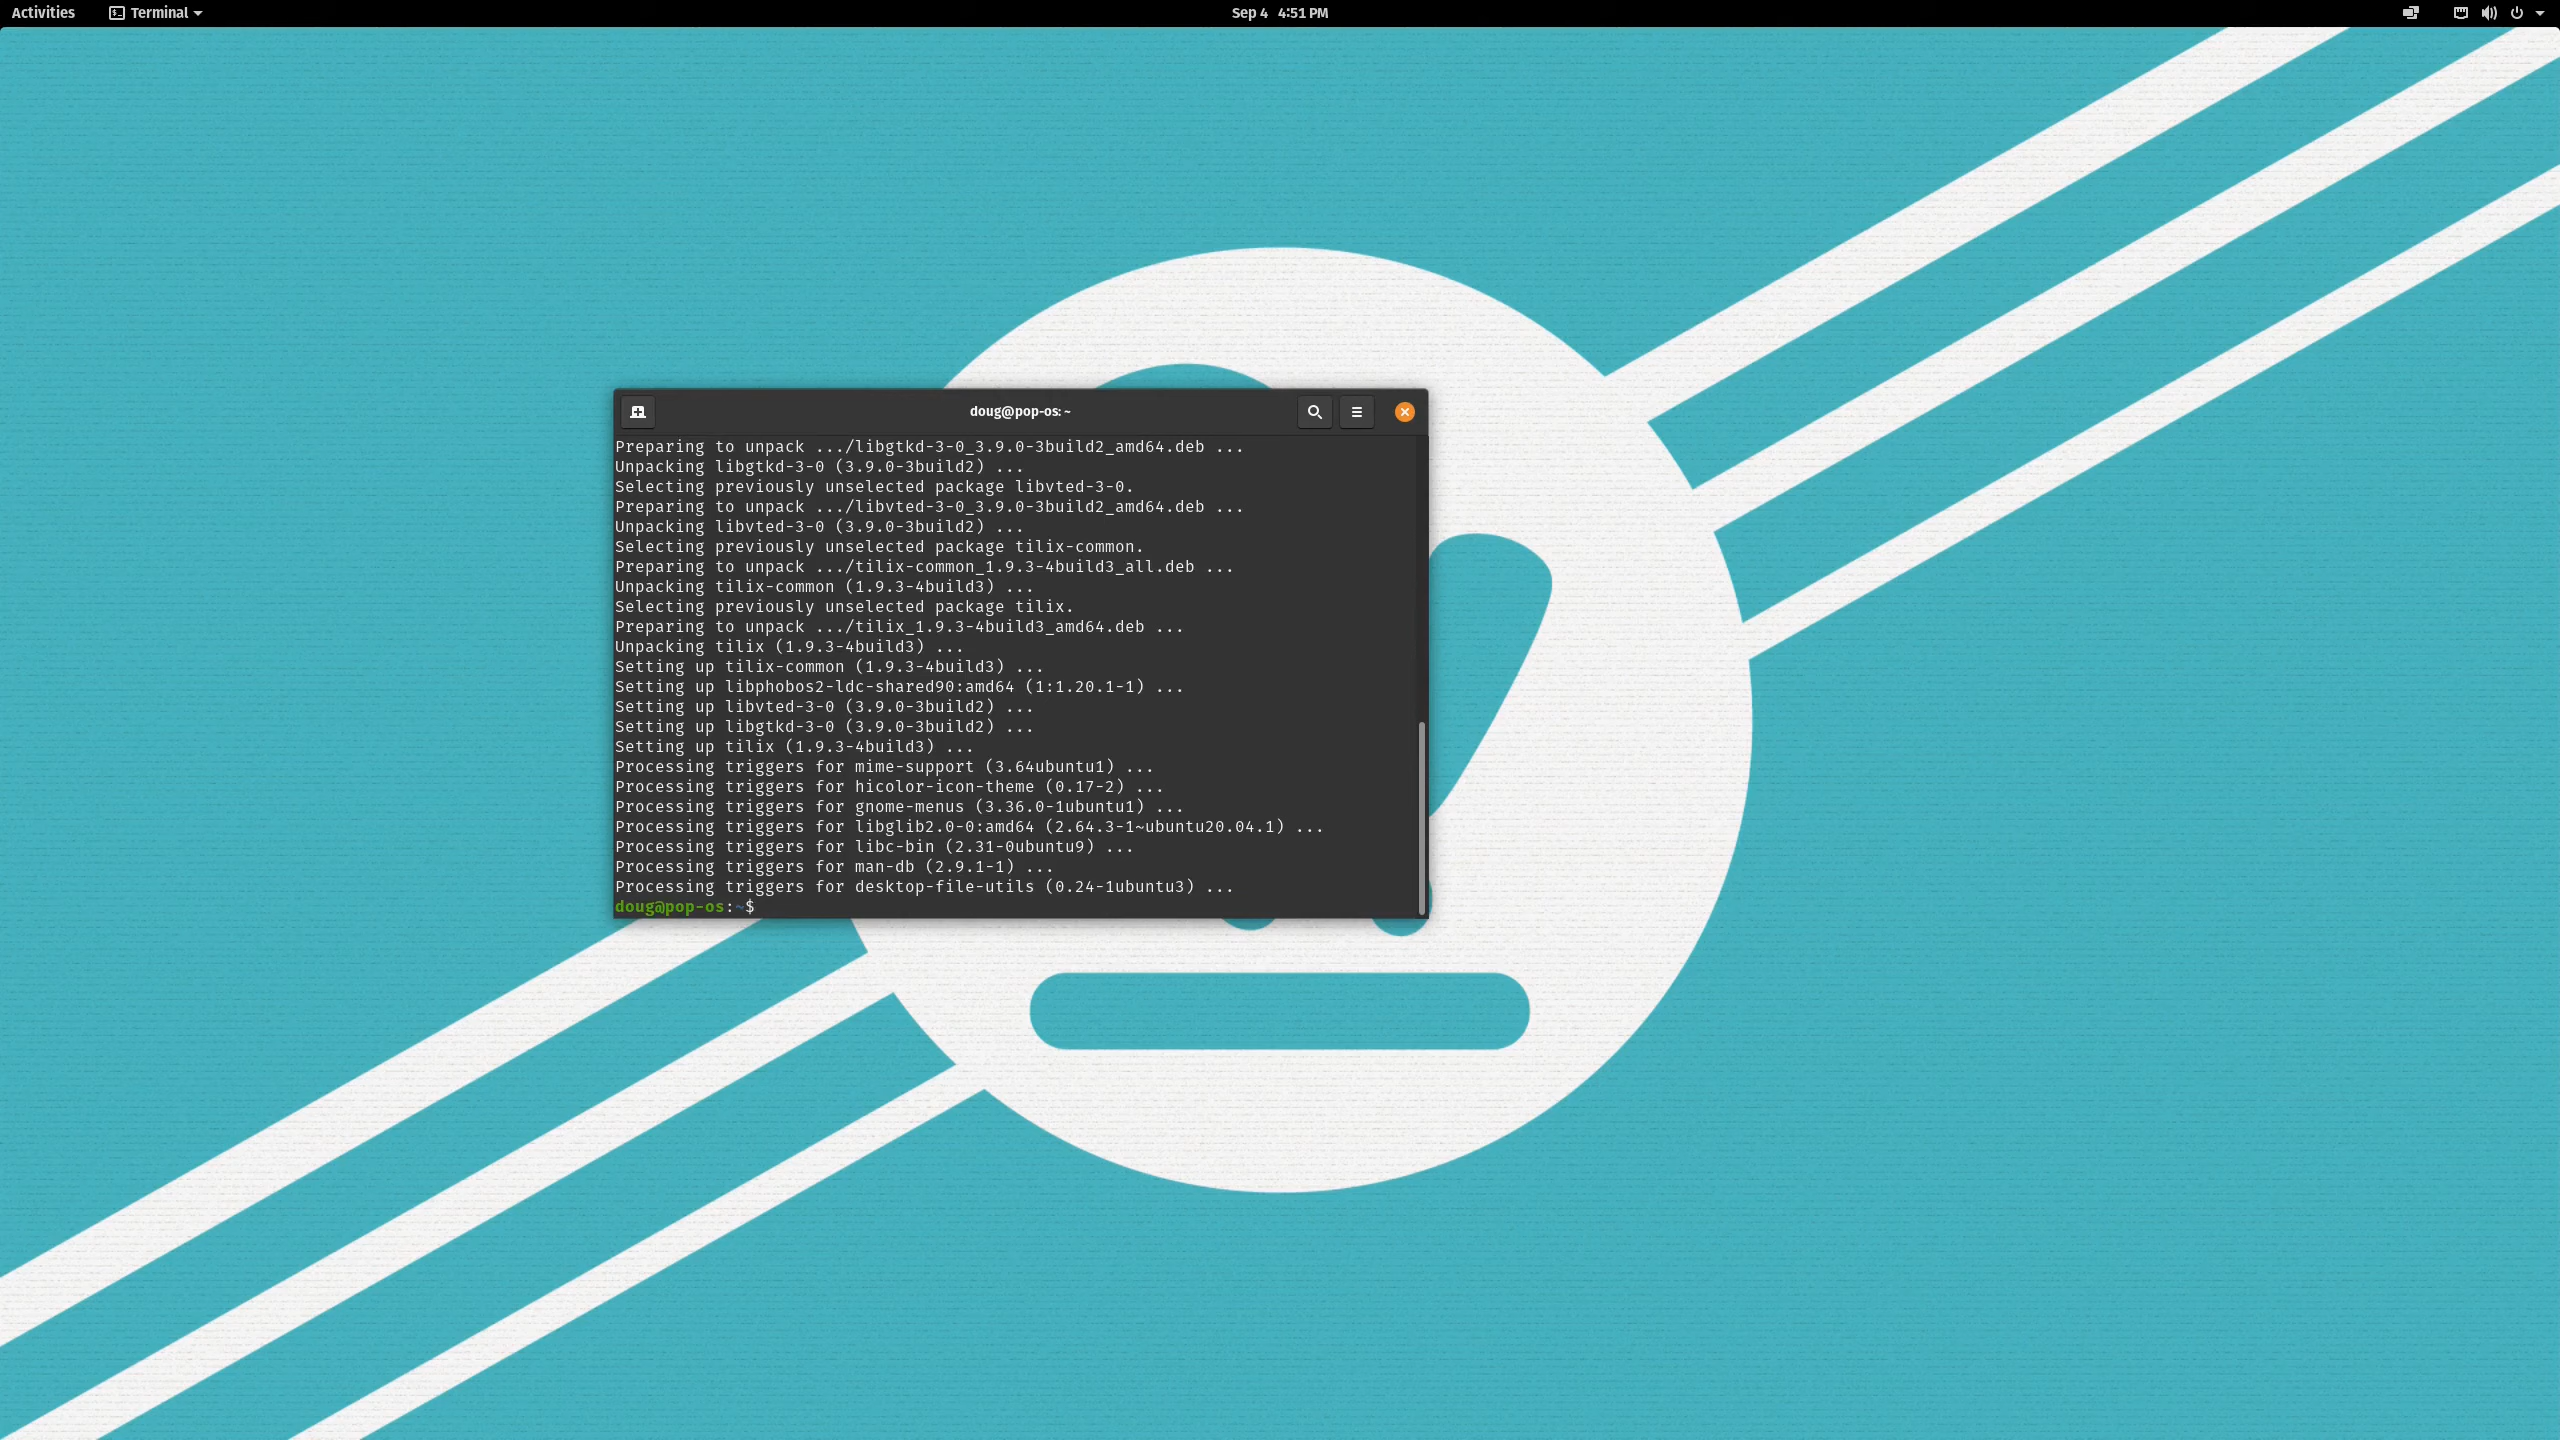 Activities
Terminal
Sep 4 4:51 PM
doug@pop-os: ~
Preparing to unpack .../libgtkd-3-0_3.9.0-3build2_amd64.deb ...
Unpacking libgtkd-3-0 (3.9.0-3build2) ...
Selecting previously unselected package libvted-3-0.
Preparing to unpack .../libvted-3-0_3.9.0-3build2_amd64.deb ...
Unpacking libvted-3-0 (3.9.0-3build2) ...
Selecting previously unselected package tilix-common.
Preparing to unpack .../tilix-common_1.9.3-4build3_all.deb ...
Unpacking tilix-common (1.9.3-4build3) ...
Selecting previously unselected package tilix.
Preparing to unpack .../tilix_1.9.3-4build3_amd64.deb ...
Unpacking tilix (1.9.3-4build3) ...
Setting up tilix-common (1.9.3-4build3) ...
Setting up libphobos2-ldc-shared90:amd64 (1:1.20.1-1) ...
Setting up libvted-3-0 (3.9.0-3build2) ...
Setting up libgtkd-3-0 (3.9.0-3build2) ...
Setting up tilix (1.9.3-4build3) ...
Processing triggers for mime-support (3.64ubuntu1) ...
Processing triggers for hicolor-icon-theme (0.17-2) ...
Processing triggers for gnome-menus (3.36.0-1ubuntu1) ...
Processing triggers for libglib2.0-0:amd64 (2.64.3-1~ubuntu20.04.1) ...
Processing triggers for libc-bin (2.31-0ubuntu9) ...
Processing triggers for man-db (2.9.1-1) ...
Processing triggers for desktop-file-utils (0.24-1ubuntu3) ...
doug@pop-os:~$